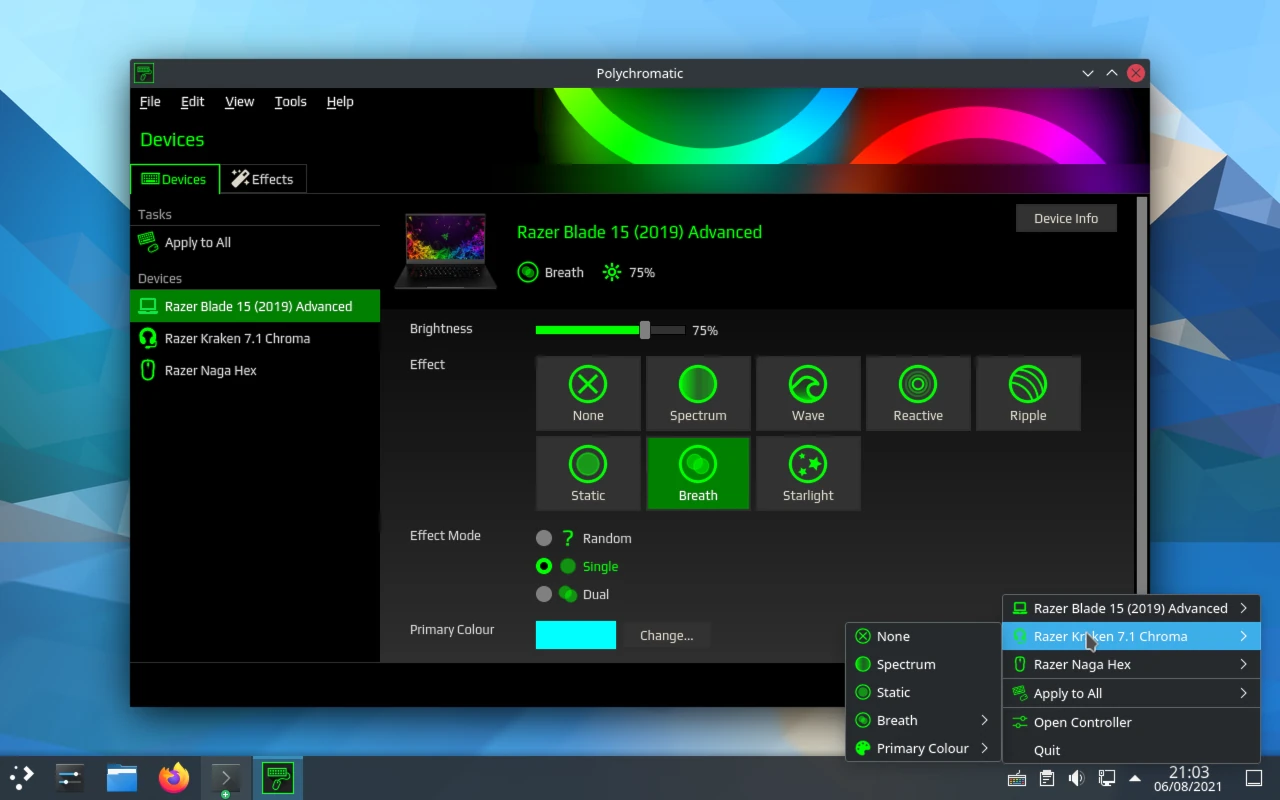 Polychromatic
File Edit View Tools Help
Devices
Devices Effects
Tasks
Apply to All
Devices
Razer Blade 15 (2019) Advanced
Razer Kraken 7.1 Chroma
Razer Naga Hex
Device Info
Razer Blade 15 (2019) Advanced
Breath 75%
Brightness 75%
Effect
None Spectrum Wave Reactive Ripple
Static Breath Starlight
Effect Mode
? Random
Single
Dual
Primary Colour Change...
None
Spectrum
Static
Breath
Primary Colour
Razer Blade 15 (2019) Advanced
Razer Kraken 7.1 Chroma
Razer Naga Hex
Apply to All
Open Controller
Quit
21:03
06/08/2021